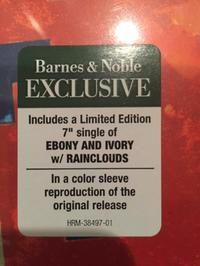 Barnes & Noble
EXCLUSIVE
Includes a Limited Edition
7" single of
EBONY AND IVORY
w/ RAINCLOUDS
In a color sleeve
reproduction of the
original release
HRM-38497-01